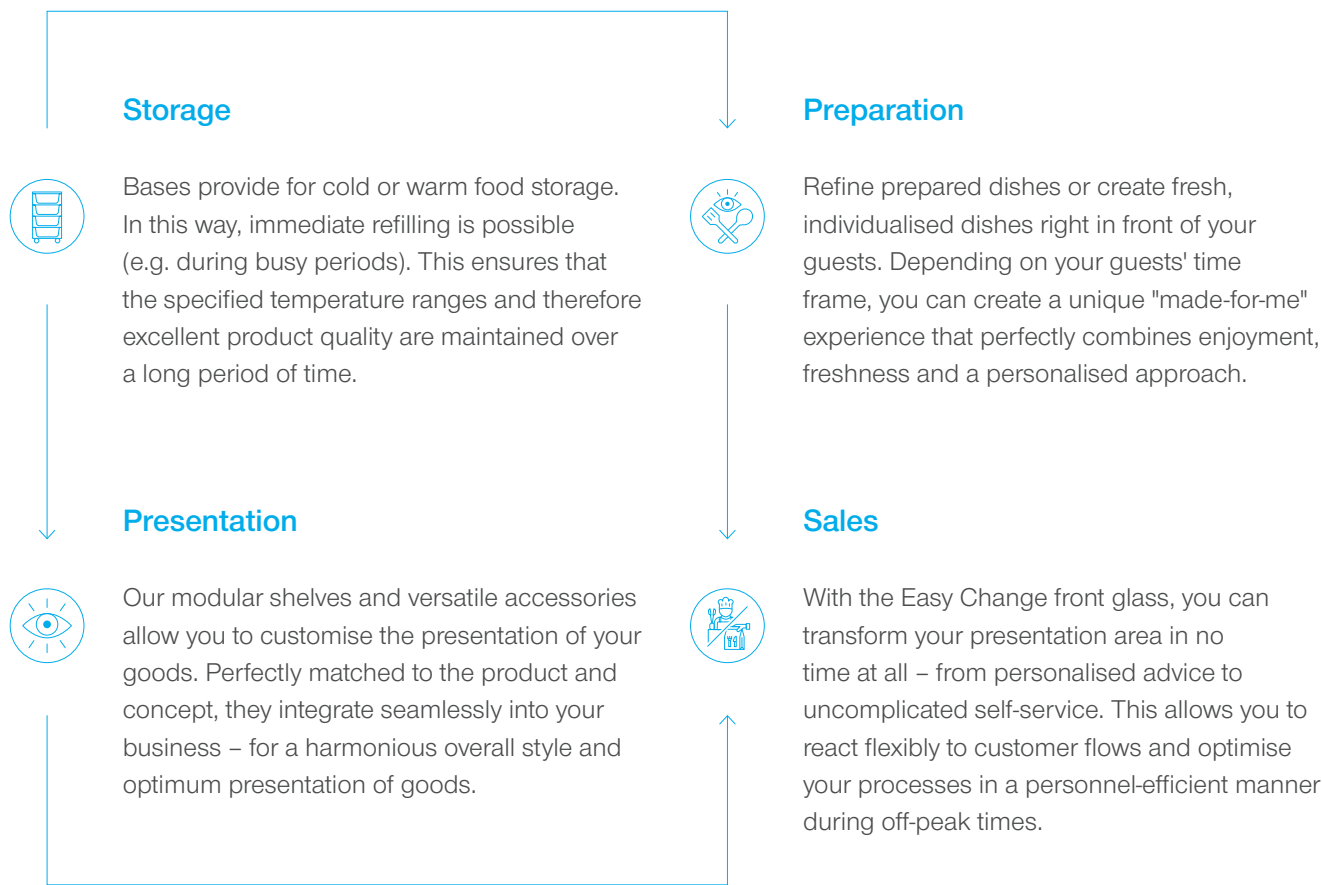 Storage
Bases provide for cold or warm food storage.
In this way, immediate refilling is possible
(e.g. during busy periods). This ensures that
the specified temperature ranges and therefore
excellent product quality are maintained over
a long period of time.
Preparation
Refine prepared dishes or create fresh,
individualised dishes right in front of your
guests. Depending on your guests' time
frame, you can create a unique "made-for-me"
experience that perfectly combines enjoyment,
freshness and a personalised approach.
Presentation
Our modular shelves and versatile accessories
allow you to customise the presentation of your
goods. Perfectly matched to the product and
concept, they integrate seamlessly into your
business – for a harmonious overall style and
optimum presentation of goods.
Sales
With the Easy Change front glass, you can
transform your presentation area in no
time at all – from personalised advice to
uncomplicated self-service. This allows you to
react flexibly to customer flows and optimise
your processes in a personnel-efficient manner
during off-peak times.